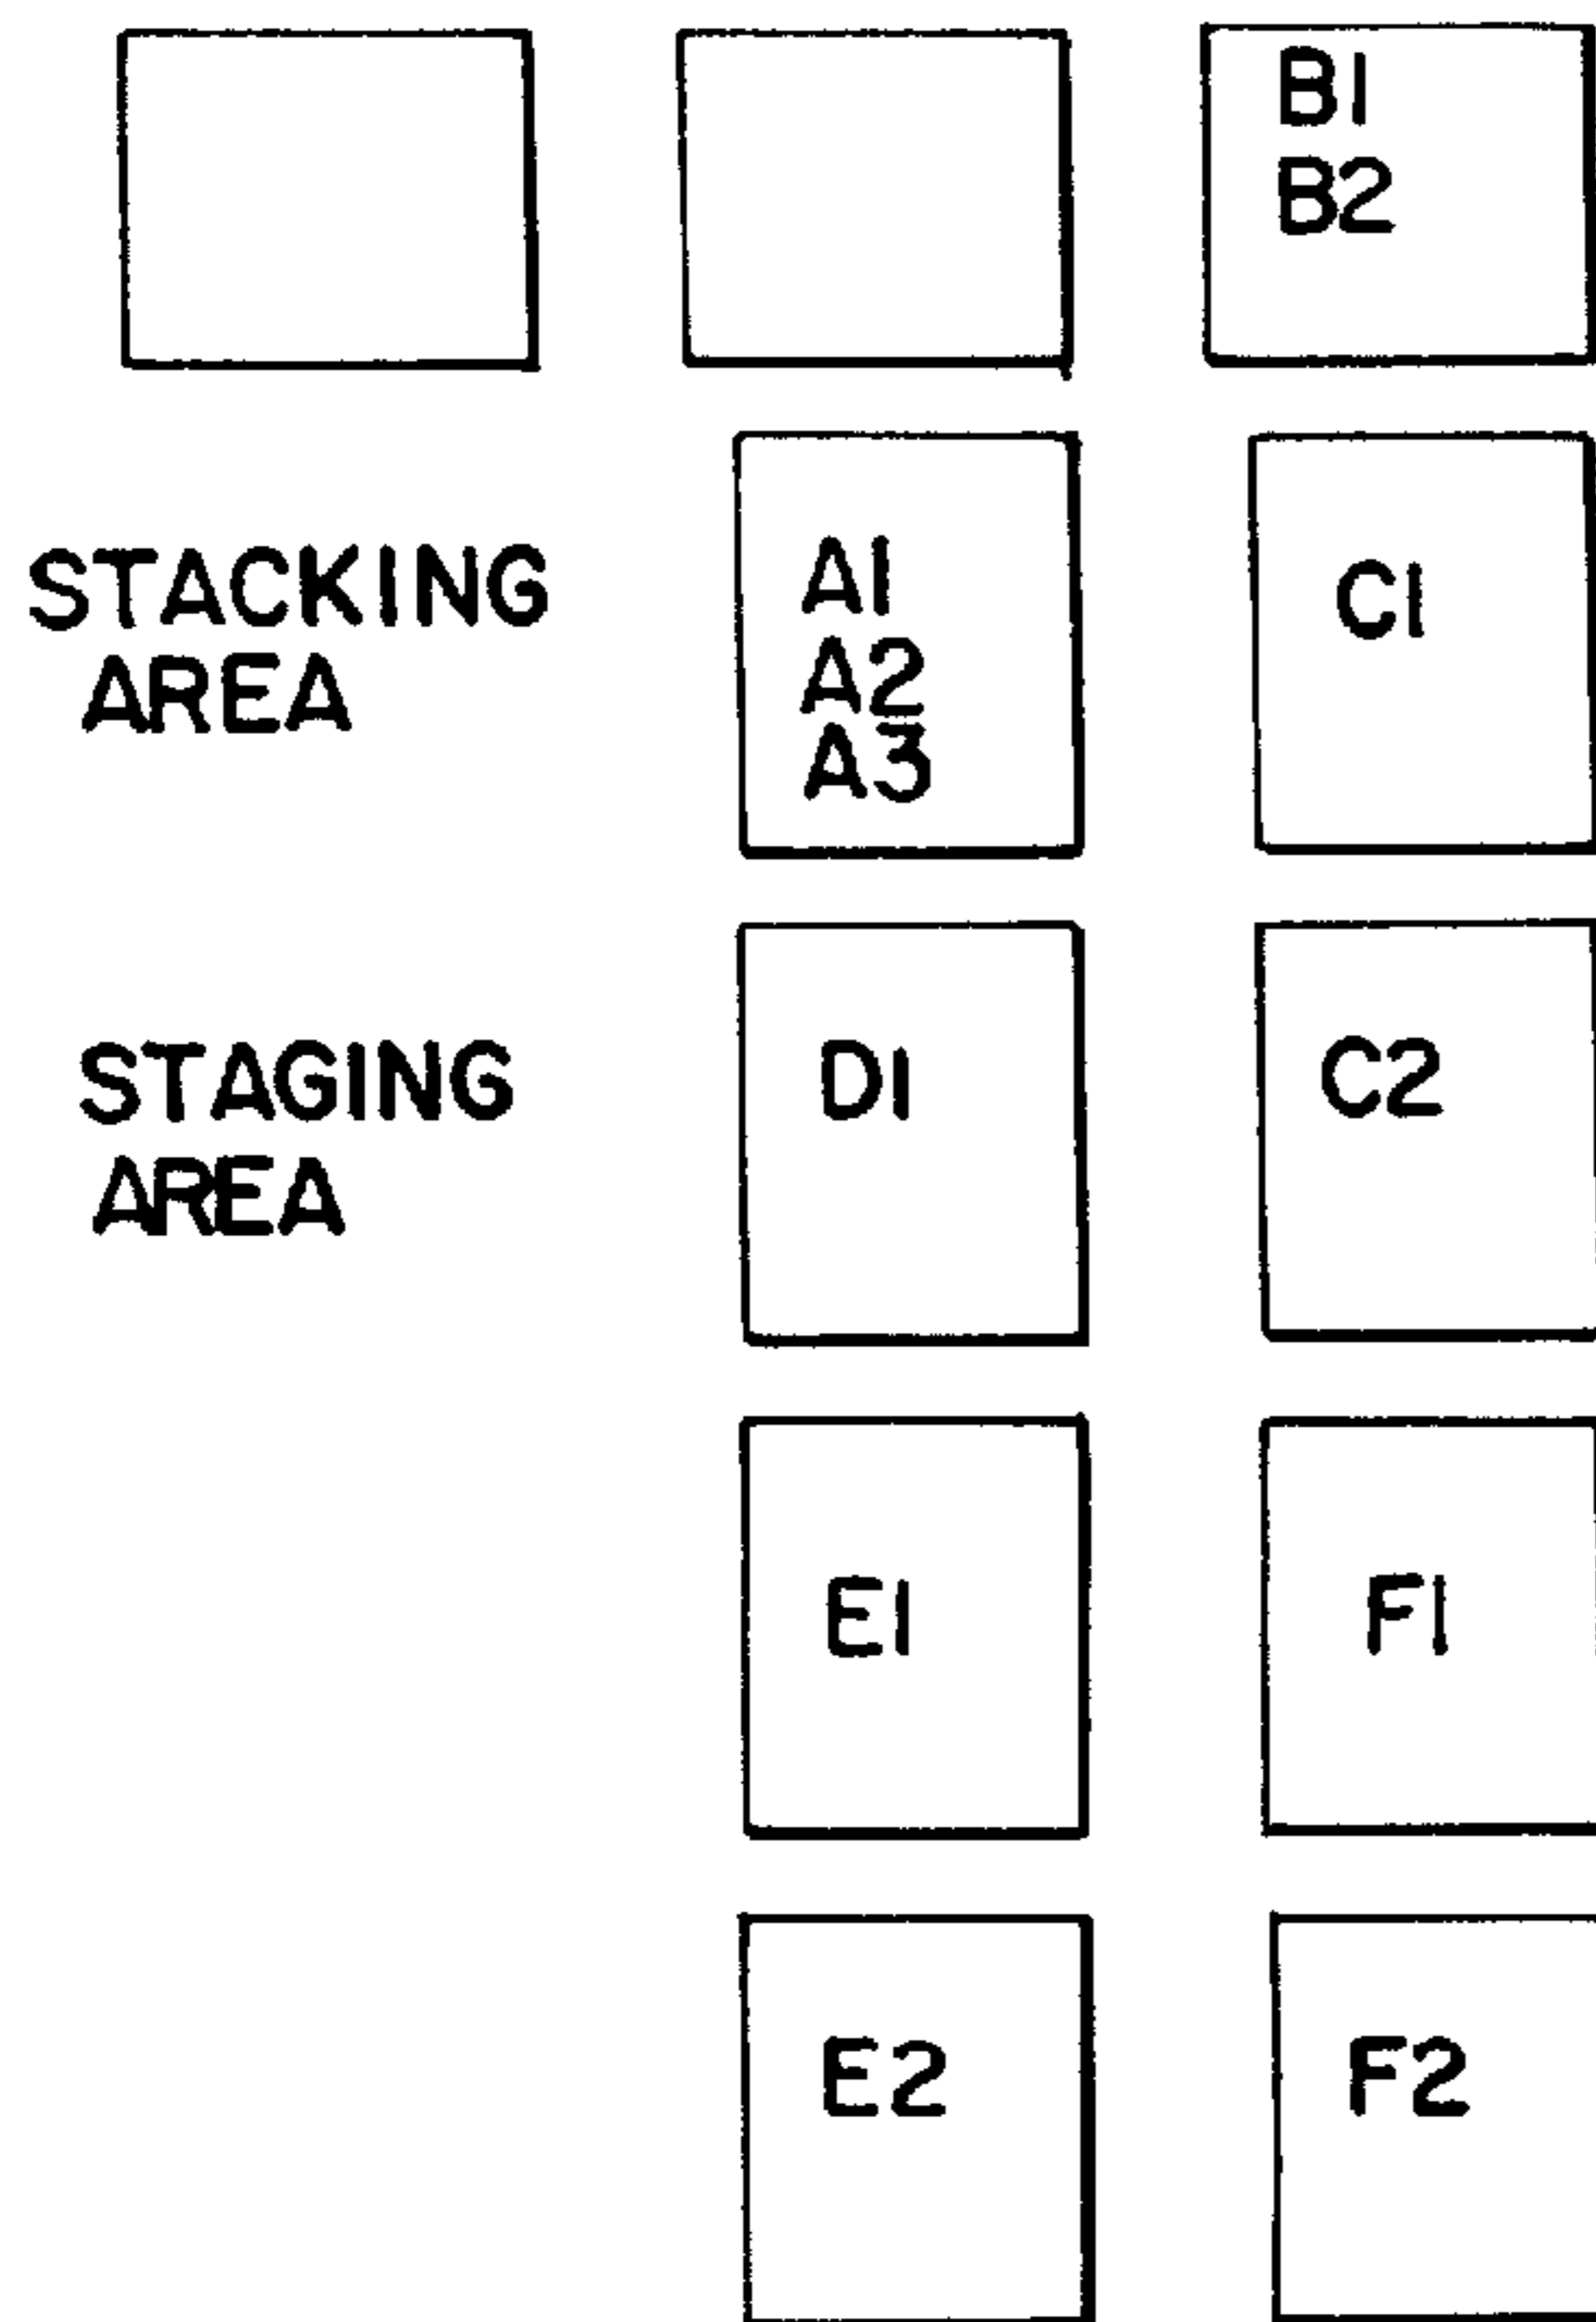 B1
B2
STACKING
AREA
A1
A2
A3
C1
STAGING
AREA
D1
C2
E1
F1
E2
F2